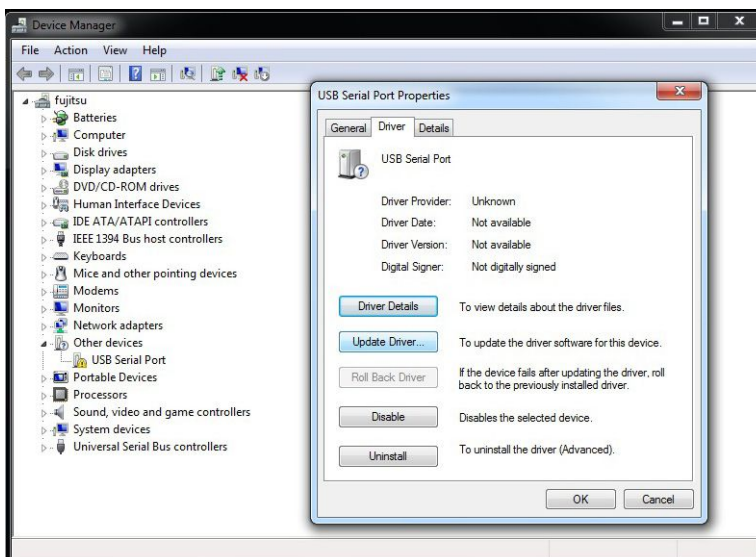 Device Manager
File Action View Help
fujitsu
Batteries
Computer
Disk drives
Display adapters
DVD/CD-ROM drives
Human Interface Devices
IDE ATA/ATAPI controllers
IEEE 1394 Bus host controllers
Keyboards
Mice and other pointing devices
Modems
Monitors
Network adapters
Other devices
USB Serial Port
Portable Devices
Processors
Sound, video and game controllers
System devices
Universal Serial Bus controllers
USB Serial Port Properties
General Driver Details
USB Serial Port
Driver Provider: Unknown
Driver Date: Not available
Driver Version: Not available
Digital Signer: Not digitally signed
Driver Details To view details about the driver files.
Update Driver... To update the driver software for this device.
Roll Back Driver If the device fails after updating the driver, roll
back to the previously installed driver.
Disable Disables the selected device.
Uninstall To uninstall the driver (Advanced).
OK Cancel